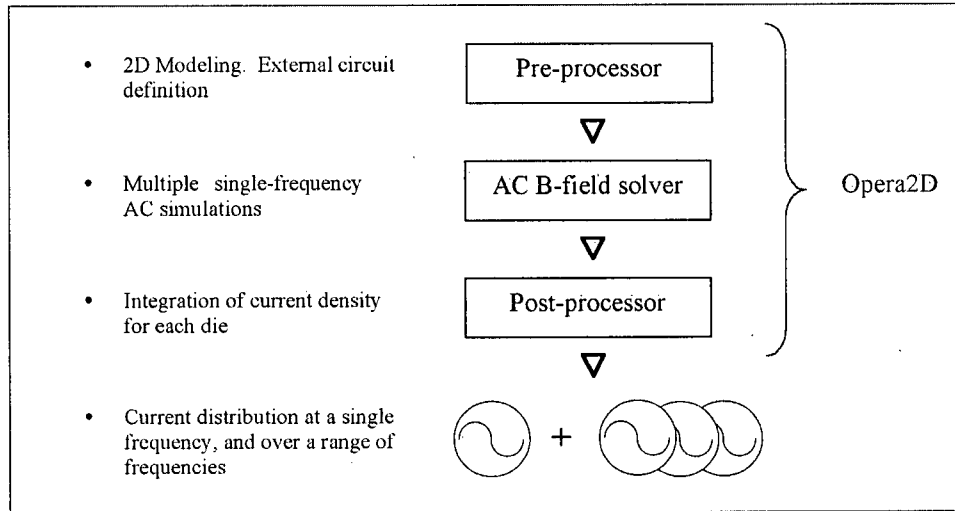 • 2D Modeling. External circuit
definition
Pre-processor
• Multiple single-frequency
AC simulations
AC B-field solver
Opera2D
• Integration of current density
for each die
Post-processor
• Current distribution at a single
frequency, and over a range of
frequencies
+